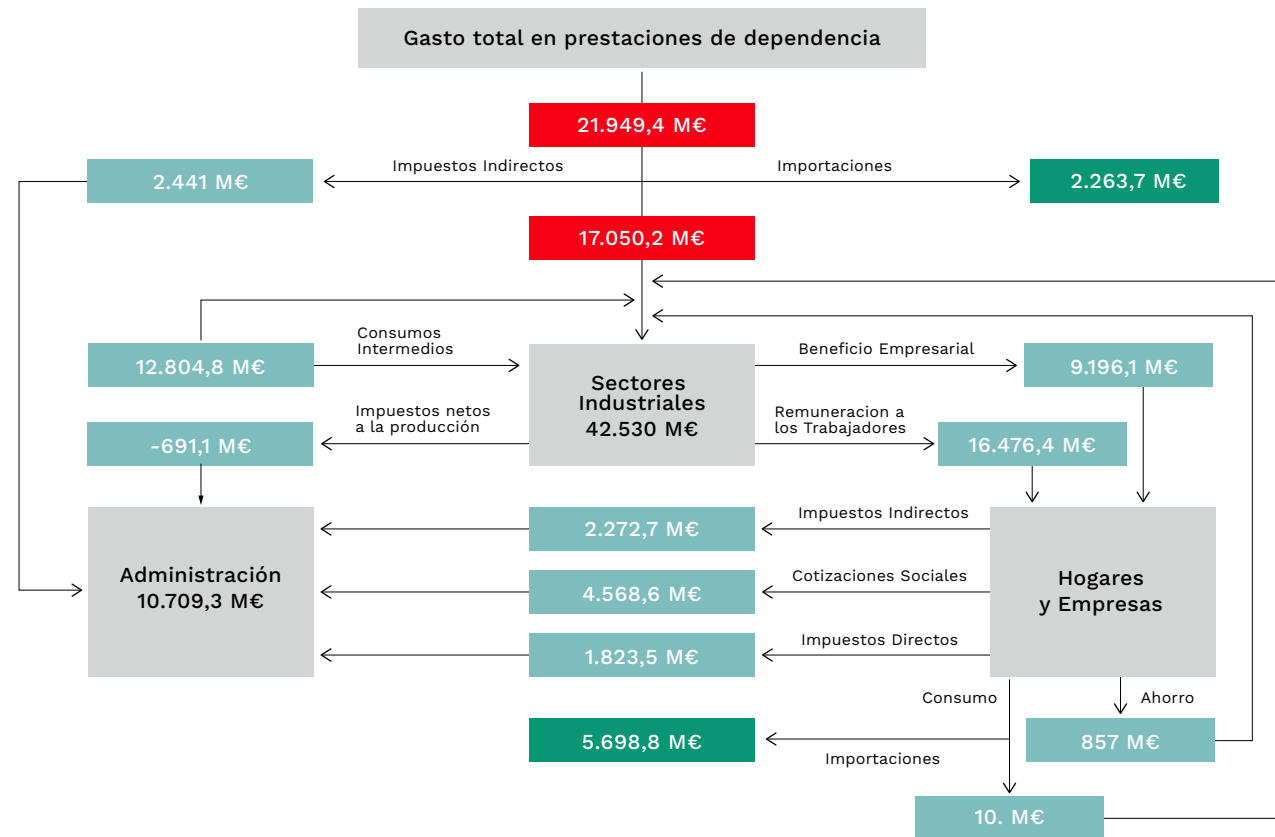 Gasto total en prestaciones de dependencia
21.949,4 M€
Impuestos Indirectos
Importaciones
2.441 M€
2.263,7 M€
17.050,2 M€
Consumos
Intermedios
Beneficio Empresarial
12.804,8 M€
9.196,1 M€
Sectores
Industriales
42.530 M€
Impuestos netos
a la producción
Remuneracion a
los Trabajadores
-691,1 M€
16.476,4 M€
Impuestos Indirectos
2.272,7 M€
Administración
10.709,3 M€
Cotizaciones Sociales
4.568,6 M€
Hogares
y Empresas
Impuestos Directos
1.823,5 M€
Consumo
Ahorro
5.698,8 M€
857 M€
Importaciones
10. M€